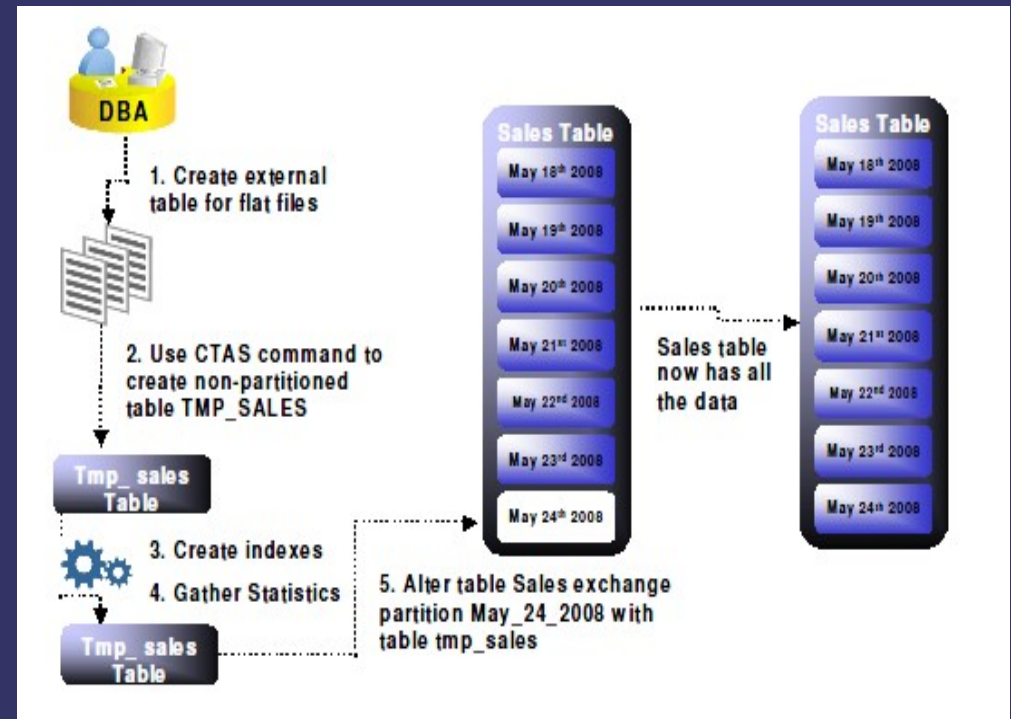 DBA
1. Create external
table for flat files
2. Use CTAS command to
create non-partitioned
table TMP_SALES
Tmp_ sales
Table
3. Create indexes
4. Gather Statistics
Tmp_ sales
Table
5. Alter table Sales exchange
partition May_24_2008 with
table tmp_sales
Sales Table
May 18th 2008
May 19th 2008
May 20th 2008
May 21st 2008
May 22nd 2008
May 23rd 2008
May 24th 2008
Sales table
now has all
the data
Sales Table
May 18th 2008
May 19th 2008
May 20th 2008
May 21st 2008
May 22nd 2008
May 23rd 2008
May 24th 2008